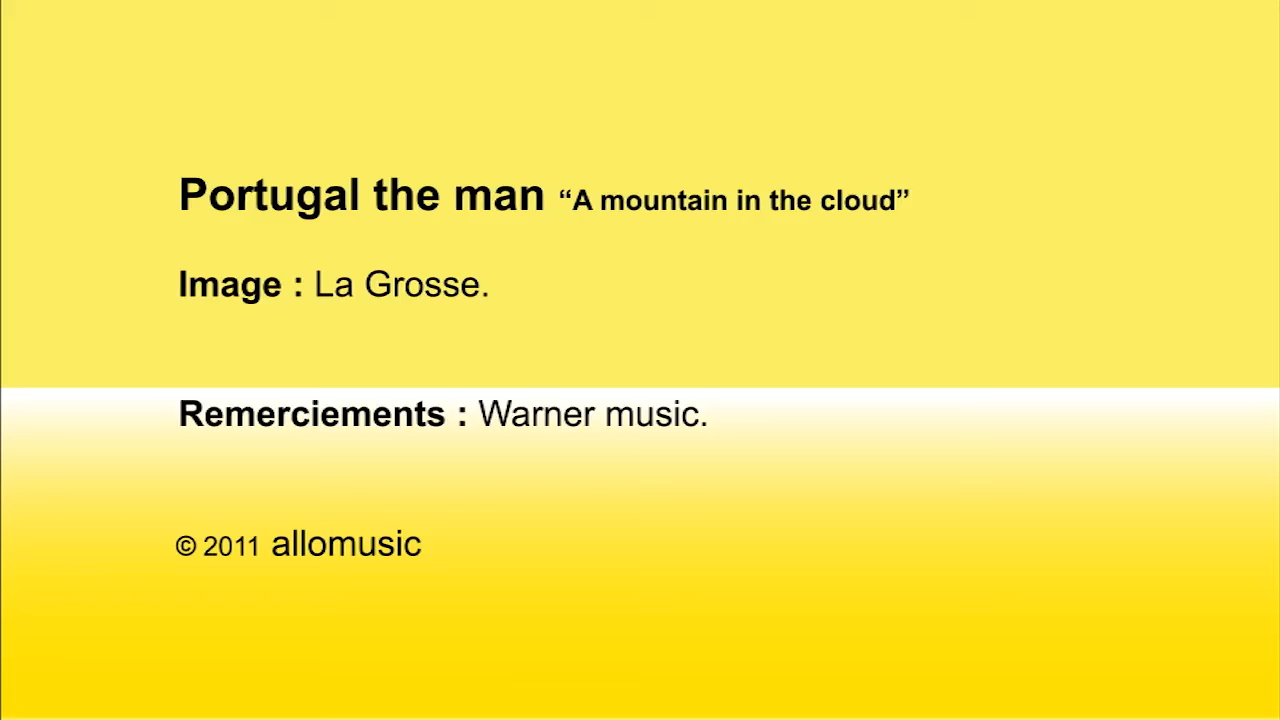 Portugal the man “A mountain in the cloud”
Image : La Grosse.
Remerciements : Warner music.
© 2011 allomusic